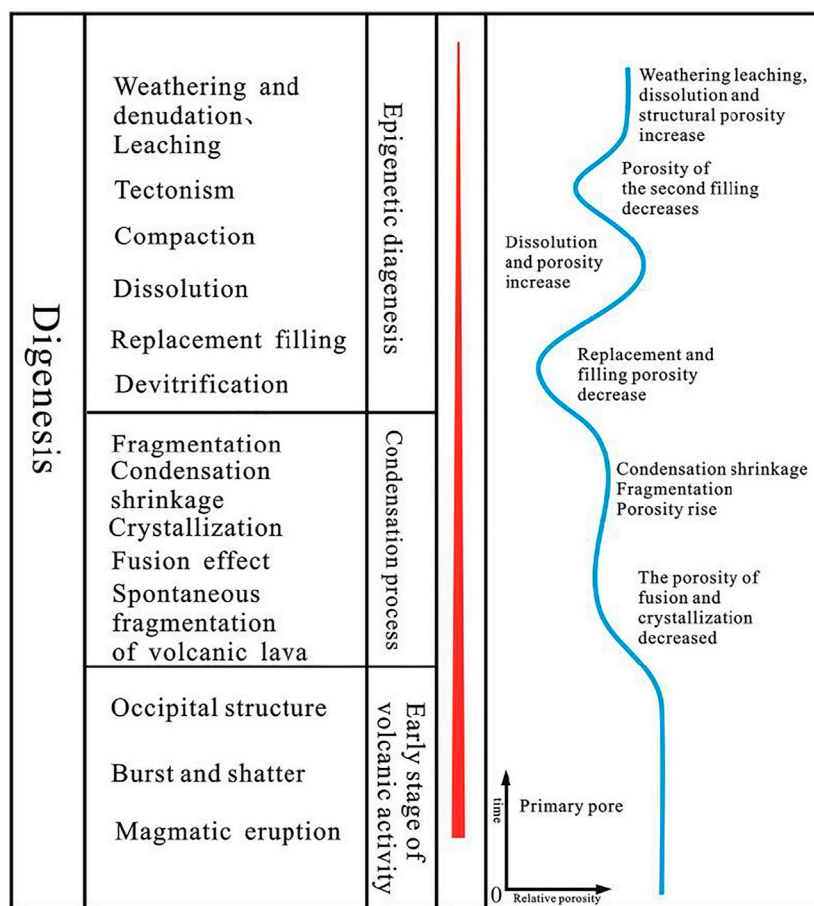 Digenesis
Weathering and
denudation、
Leaching
Tectonism
Compaction
Dissolution
Replacement filling
Devitrification
Epigenetic diagenesis
Fragmentation
Condensation
shrinkage
Crystallization
Fusion effect
Spontaneous
fragmentation
of volcanic lava
Condensation process
Occipital structure
Burst and shatter
Magmatic eruption
Early stage of
volcanic activity
Weathering leaching,
dissolution and
structural porosity
increase
Porosity of
the second filling
decreases
Dissolution
and porosity
increase
Replacement and
filling porosity
decrease
Condensation shrinkage
Fragmentation
Porosity rise
The porosity of
fusion and
crystallization
decreased
Primary pore
time
0
Relative porosity